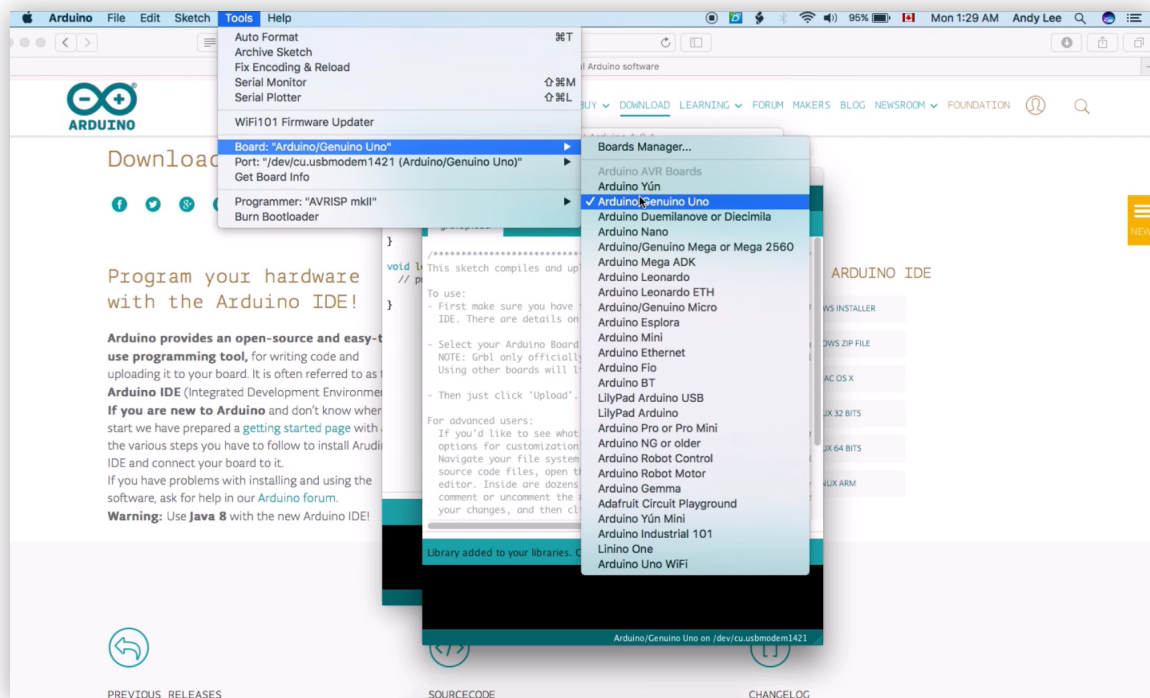 Arduino File Edit Sketch Tools Help 95% Mon 1:29 AM Andy Lee
Auto Format ⌘T
Archive Sketch
Fix Encoding & Reload
Serial Monitor ⇧⌘M
Serial Plotter ⇧⌘L
WiFi101 Firmware Updater
Board: "Arduino/Genuino Uno"
Port: "/dev/cu.usbmodem1421 (Arduino/Genuino Uno)"
Get Board Info
Programmer: "AVRISP mkII"
Burn Bootloader
Arduino software
ARDUINO
BUY DOWNLOAD LEARNING FORUM MAKERS BLOG NEWSROOM FOUNDATION
Boards Manager...
Arduino AVR Boards
Arduino Yún
✓ Arduino/Genuino Uno
Arduino Duemilanove or Diecimila
Arduino Nano
Arduino/Genuino Mega or Mega 2560
Arduino Mega ADK
Arduino Leonardo
Arduino Leonardo ETH
Arduino/Genuino Micro
Arduino Esplora
Arduino Mini
Arduino Ethernet
Arduino Fio
Arduino BT
LilyPad Arduino USB
LilyPad Arduino
Arduino Pro or Pro Mini
Arduino NG or older
Arduino Robot Control
Arduino Robot Motor
Arduino Gemma
Adafruit Circuit Playground
Arduino Yún Mini
Arduino Industrial 101
Linino One
Arduino Uno WiFi
Program your hardware
with the Arduino IDE!
Arduino provides an open-source and easy-t
use programming tool, for writing code and
uploading it to your board. It is often referred to as
Arduino IDE (Integrated Development Environme
If you are new to Arduino and don't know wher
start we have prepared a getting started page with
the various steps you have to follow to install Arudi
IDE and connect your board to it.
If you have problems with installing and using the
software, ask for help in our Arduino forum.
Warning: Use Java 8 with the new Arduino IDE!
}
void
// p
}
/************************
This sketch compiles and up
To use:
- First make sure you have
IDE. There are details on
- Select your Arduino Board
NOTE: Grbl only officiall
Using other boards will
- Then just click 'Upload'.
For advanced users:
If you'd like to see what
options for customization
Navigate your file system
source code files, open
editor. Inside are dozens
comment or uncomment the
your changes, and then
Library added to your libraries.
Arduino/Genuino Uno on /dev/cu.usbmodem1421
ARDUINO IDE
WS INSTALLER
OWS ZIP FILE
AC OS X
UX 32 BITS
UX 64 BITS
NUX ARM
NEW
PREVIOUS RELEASES
SOURCECODE
CHANGELOG